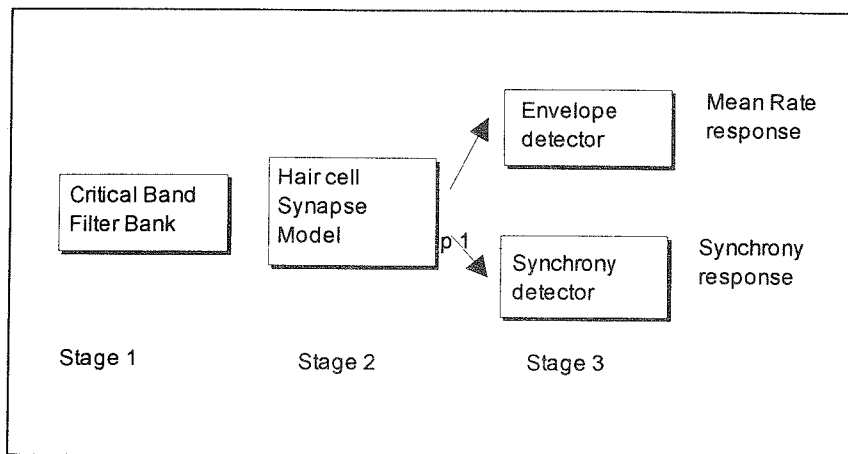 Critical Band
Filter Bank
Hair cell
Synapse
Model
p 1
Envelope
detector
Mean Rate
response
Synchrony
detector
Synchrony
response
Stage 1
Stage 2
Stage 3